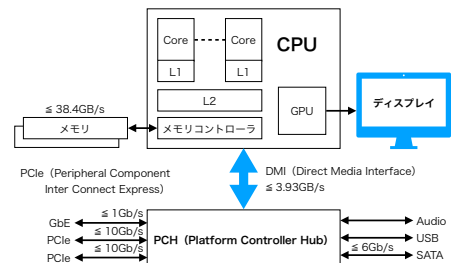 Core
Core
CPU
L1
L1
L2
GPU
ディスプレイ
≦ 38.4GB/s
メモリ
メモリコントローラ
PCIe（Peripheral Component
Inter Connect Express）
DMI（Direct Media Interface）
≦ 3.93GB/s
GbE
≦ 1Gb/s
PCIe
≦ 10Gb/s
PCIe
≦ 10Gb/s
PCH（Platform Controller Hub）
Audio
USB
≦ 6Gb/s
SATA